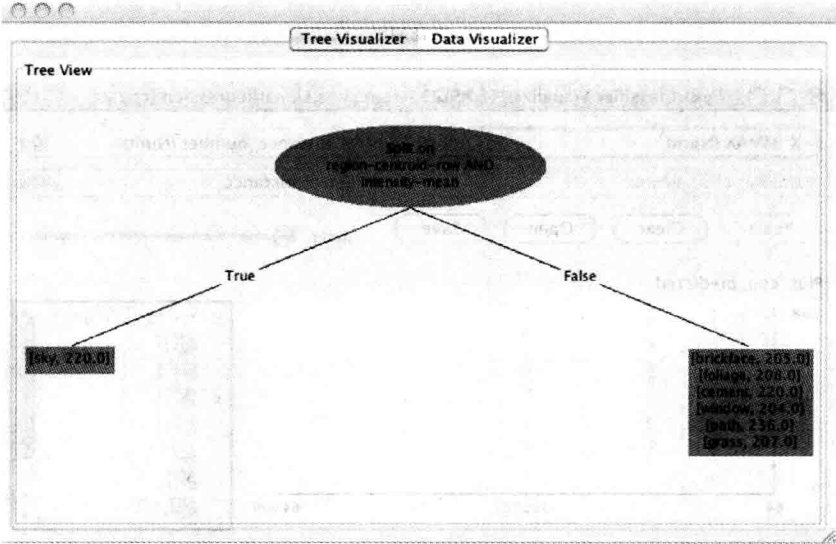 Tree Visualizer Data Visualizer
Tree View
Split on
region-centroid-row AND
intensity-mean
True
False
[sky, 220.0]
[brickface, 205.0]
[foliage, 208.0]
[cement, 220.0]
[window, 204.0]
[path, 236.0]
[grass, 207.0]